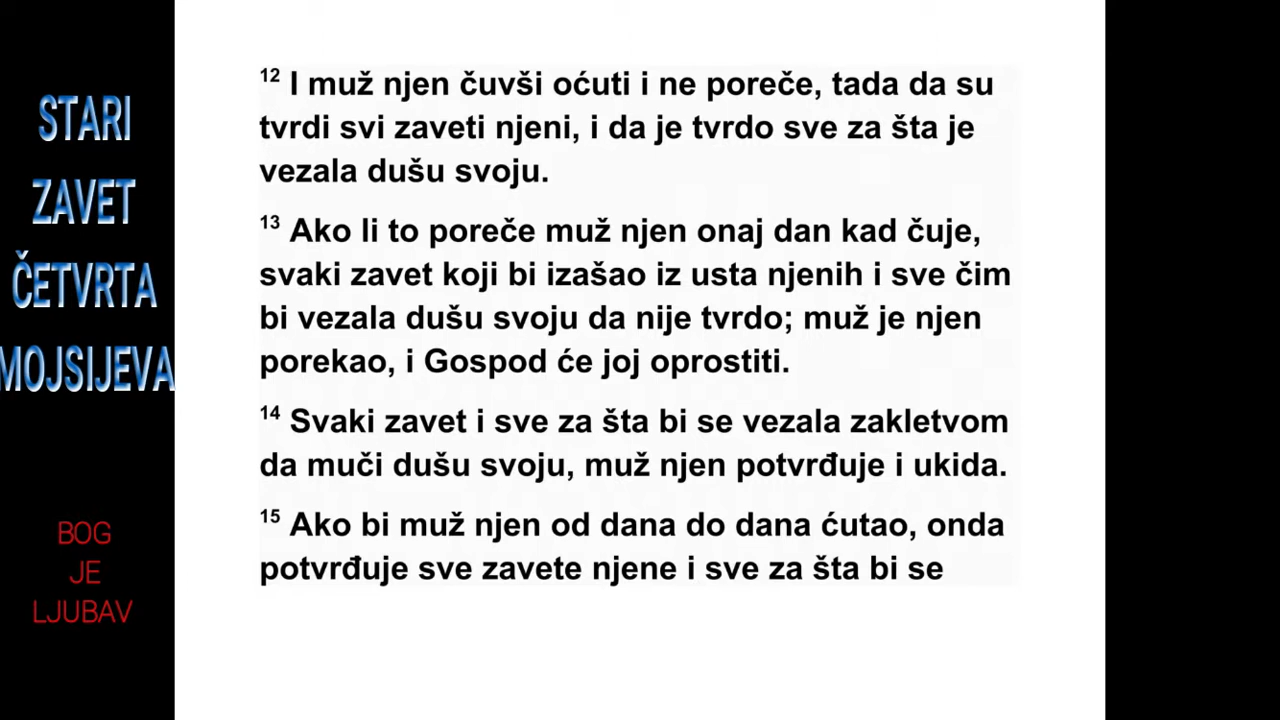 STARI
ZAVET
ČETVRTA
MOJSIJEVA
BOG
JE
LJUBAV
12 I muž njen čuvši oćuti i ne poreče, tada da su
tvrdi svi zaveti njeni, i da je tvrdo sve za šta je
vezala dušu svoju.
13 Ako li to poreče muž njen onaj dan kad čuje,
svaki zavet koji bi izašao iz usta njenih i sve čim
bi vezala dušu svoju da nije tvrdo; muž je njen
porekao, i Gospod će joj oprostiti.
14 Svaki zavet i sve za šta bi se vezala zakletvom
da muči dušu svoju, muž njen potvrđuje i ukida.
15 Ako bi muž njen od dana do dana ćutao, onda
potvrđuje sve zavete njene i sve za šta bi se